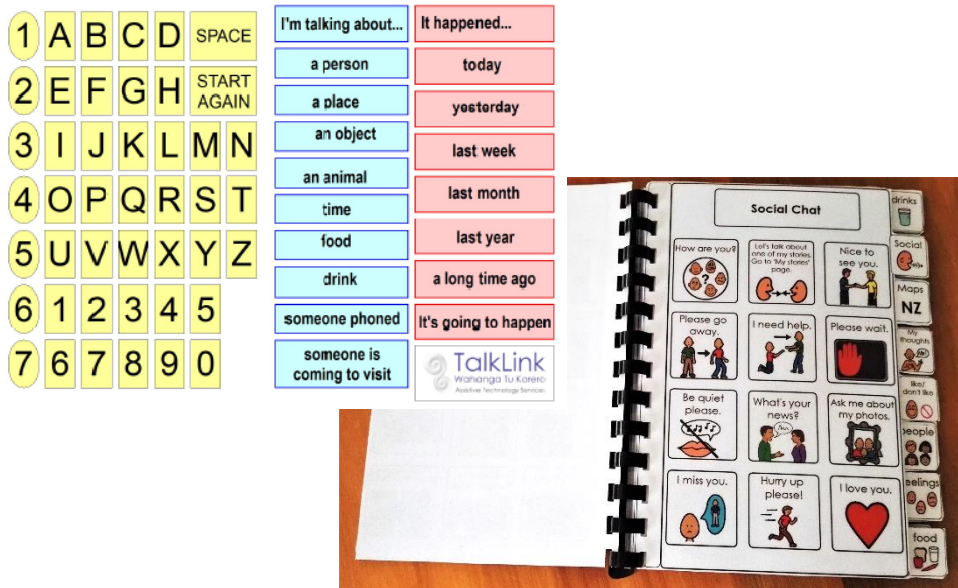 1 A B C D SPACE
2 E F G H START
AGAIN
3 I J K L M N
4 O P Q R S T
5 U V W X Y Z
6 1 2 3 4 5
7 6 7 8 9 0
I'm talking about...
a person
a place
an object
an animal
time
food
drink
someone phoned
someone is
coming to visit
It happened...
today
yesterday
last week
last month
last year
a long time ago
It's going to happen
TalkLink
Wahanga Tu Korero
Assistive Technology Services
Social Chat
How are you?
?
Let's talk about
one of my stories.
Go to 'My stories'
page.
Nice to
see you.
Please go
away.
I need help.
Please wait.
Be quiet
please.
What's your
news?
Ask me about
my photos.
I miss you.
Hurry up
please!
I love you.
drinks
Social
Maps
NZ
My
thoughts
like/
don't like
people
eelings
food